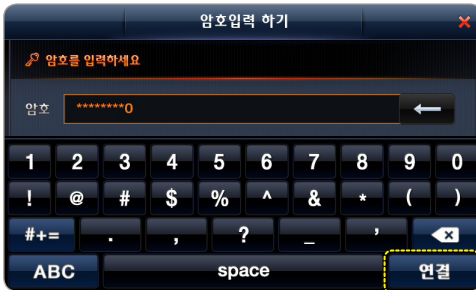 암호입력 하기
암호를 입력하세요
암호 ********0
1 2 3 4 5 6 7 8 9 0
! @ # $ % ^ & * ( )
#+= . , ? _ '
ABC space 연결